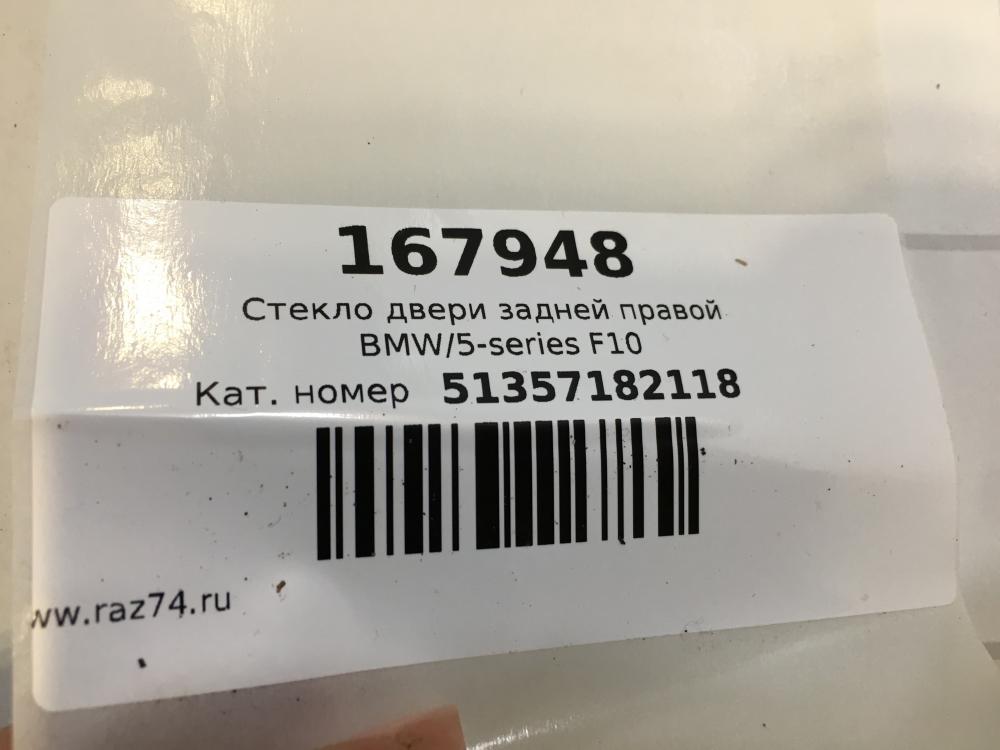 167948
Стекло двери задней правой
BMW/5-series F10
Кат. номер 51357182118
ww.raz74.ru